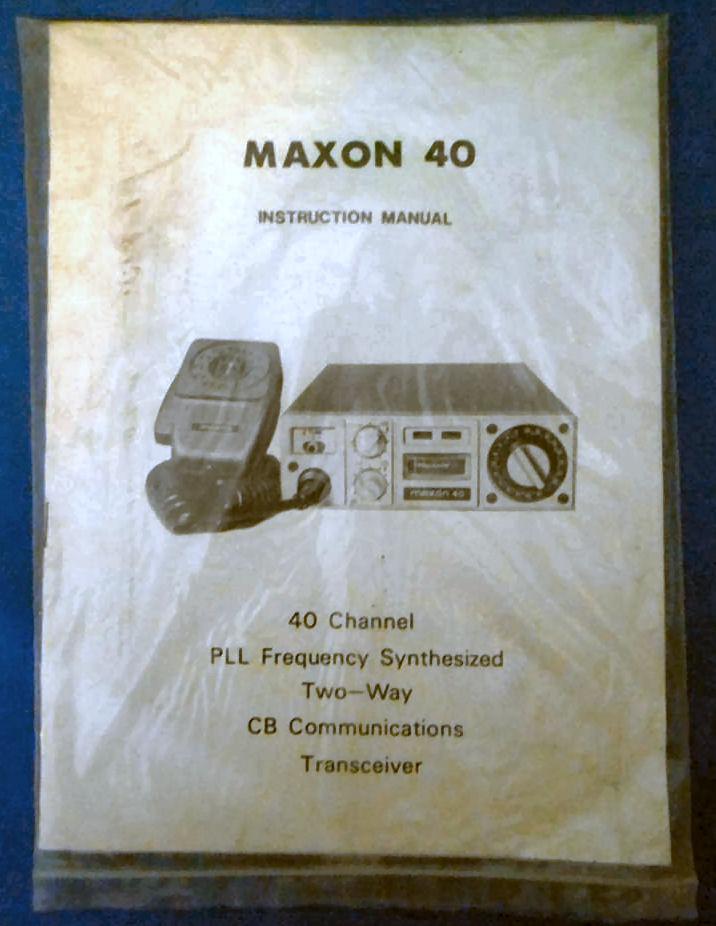 MAXON 40
INSTRUCTION MANUAL
maxon 40
40 Channel
PLL Frequency Synthesized
Two—Way
CB Communications
Transceiver